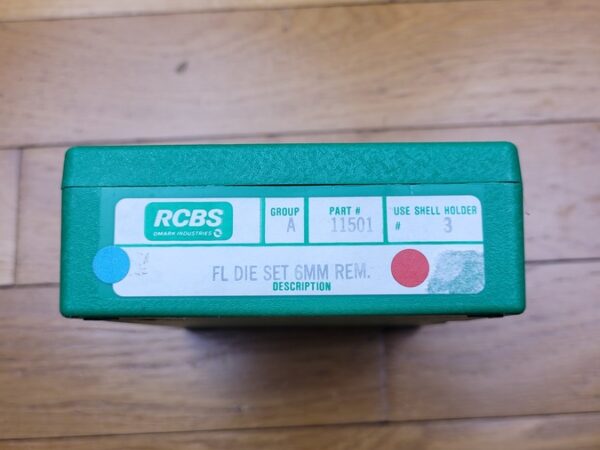 RCBS
OMARK INDUSTRIES
GROUP
A
PART #
11501
USE SHELL HOLDER
# 3
FL DIE SET 6MM REM.
DESCRIPTION